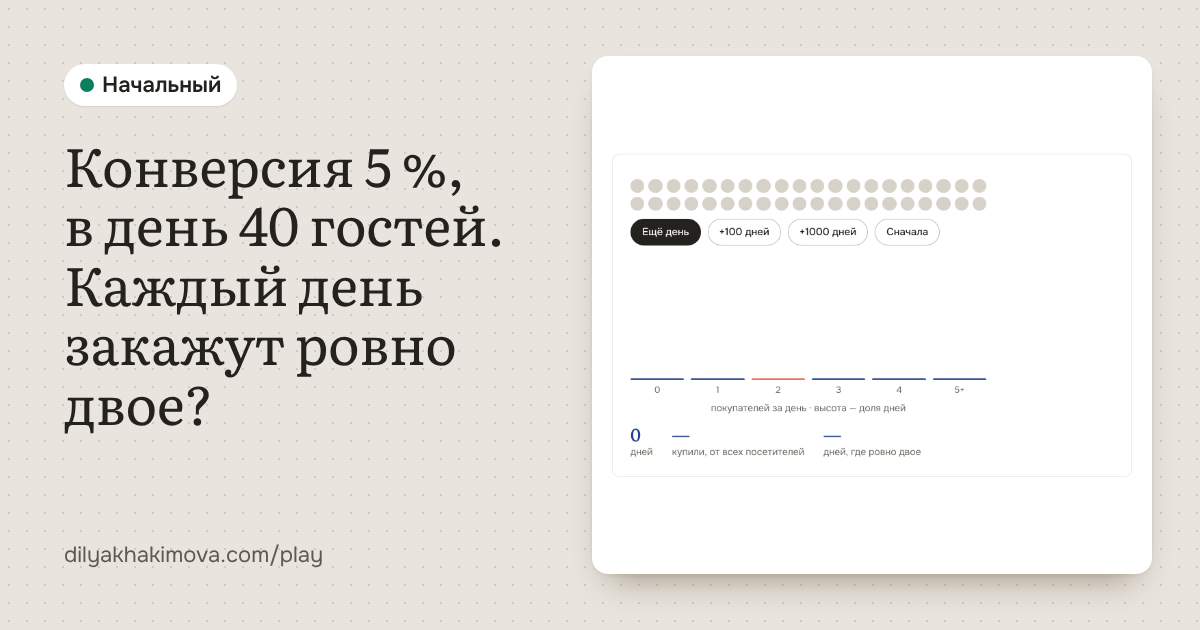 Начальный
Конверсия 5 %,
в день 40 гостей.
Каждый день
закажут ровно
двое?
dilyakhakimova.com/play
Ещё день +100 дней +1000 дней Сначала
0 1 2 3 4 5+
покупателей за день · высота — доля дней
0 — —
дней купили, от всех посетителей дней, где ровно двое